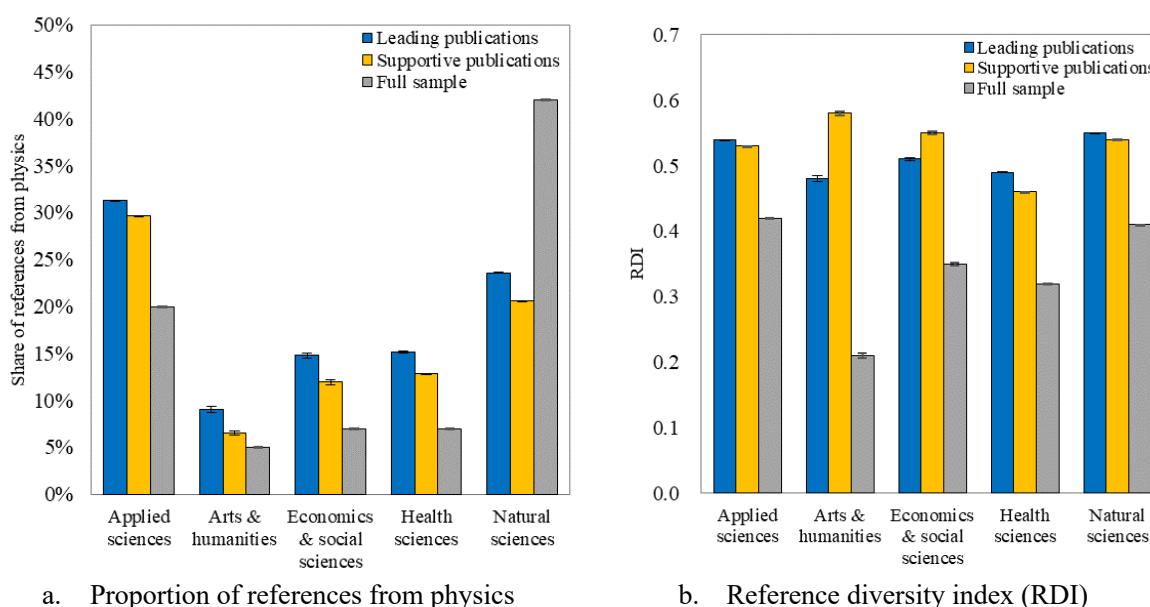 50%
45%
40%
35%
30%
25%
20%
15%
10%
5%
0%
Share of references from physics
Leading publications
Supportive publications
Full sample
Applied
sciences
Arts &
humanities
Economics
& social
sciences
Health
sciences
Natural
sciences
a. Proportion of references from physics
0.7
0.6
0.5
0.4
0.3
0.2
0.1
0.0
RDI
Leading publications
Supportive publications
Full sample
Applied
sciences
Arts &
humanities
Economics
& social
sciences
Health
sciences
Natural
sciences
b. Reference diversity index (RDI)